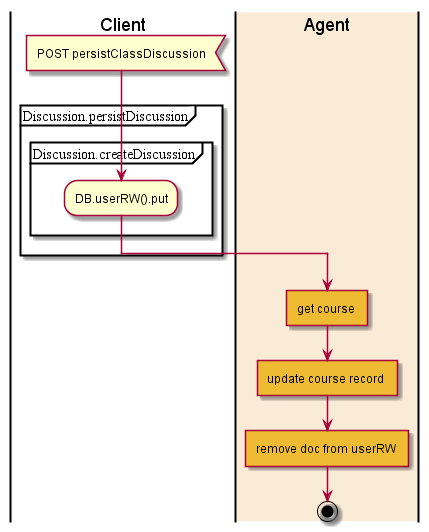 Client
Agent
POST persistClassDiscussion
Discussion.persistDiscussion
Discussion.createDiscussion
DB.userRW().put
get course
update course record
remove doc from userRW